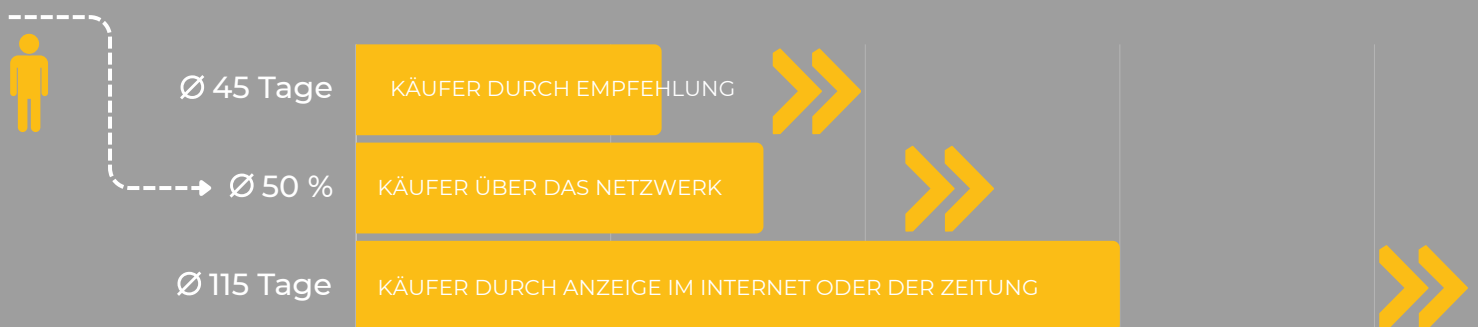 Ø 45 Tage KÄUFER DURCH EMPFEHLUNG
Ø 50 % KÄUFER ÜBER DAS NETZWERK
Ø 115 Tage KÄUFER DURCH ANZEIGE IM INTERNET ODER DER ZEITUNG